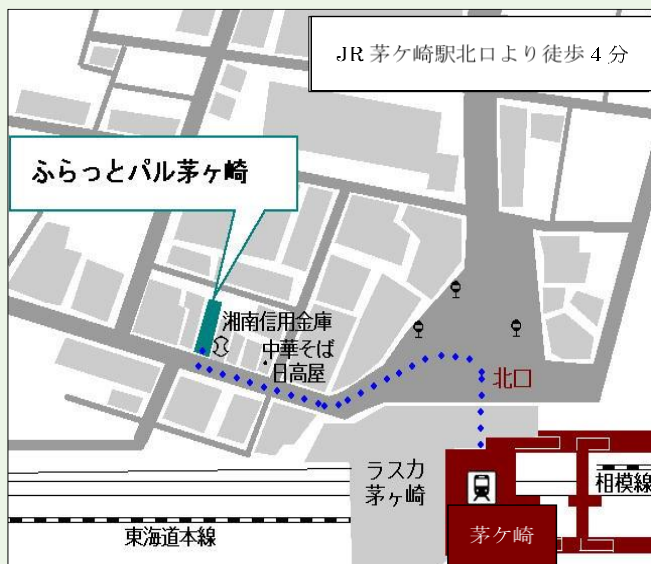 JR 茅ケ崎駅北口より徒歩 4 分
ふらっとパル茅ヶ崎
湘南信用金庫
中華そば
日高屋
北口
ラスカ
茅ヶ崎
相模線
茅ケ崎
東海道本線